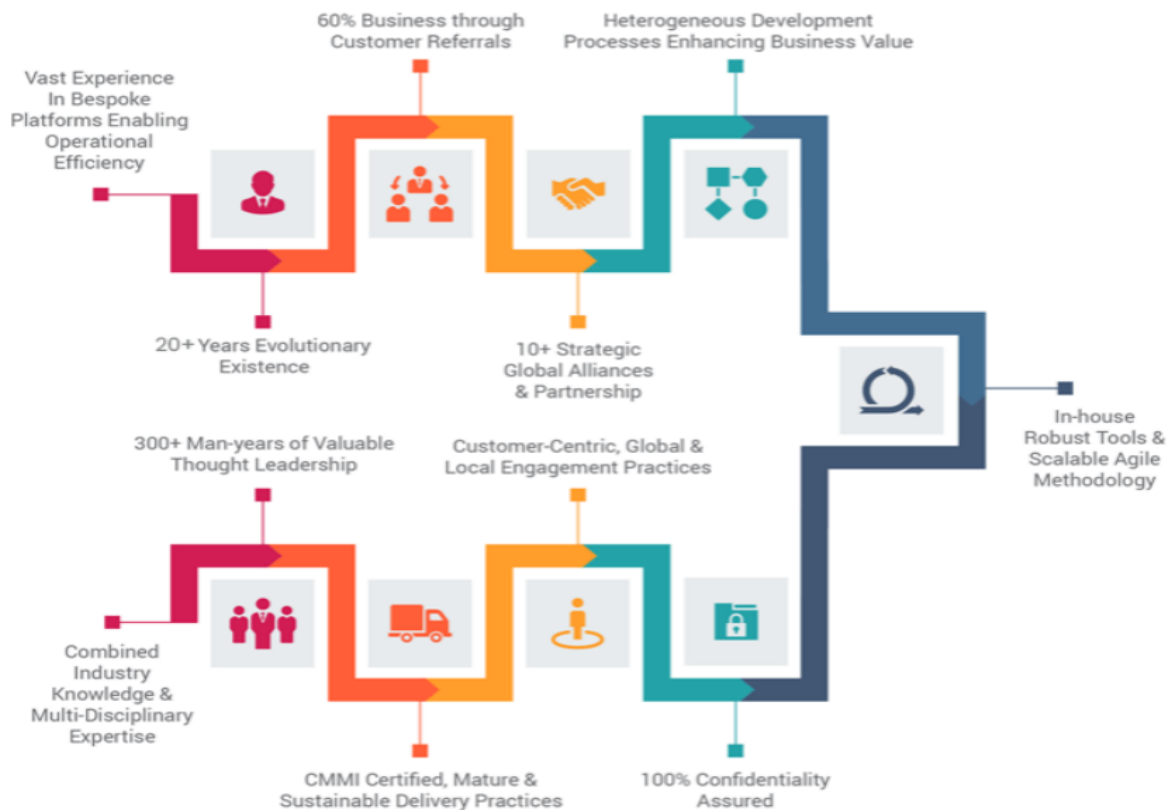 60% Business through
Customer Referrals
Heterogeneous Development
Processes Enhancing Business Value
Vast Experience
In Bespoke
Platforms Enabling
Operational
Efficiency
20+ Years Evolutionary
Existence
10+ Strategic
Global Alliances
& Partnership
In-house
Robust Tools &
Scalable Agile
Methodology
300+ Man-years of Valuable
Thought Leadership
Customer-Centric, Global &
Local Engagement Practices
Combined
Industry
Knowledge &
Multi-Disciplinary
Expertise
CMMI Certified, Mature &
Sustainable Delivery Practices
100% Confidentiality
Assured